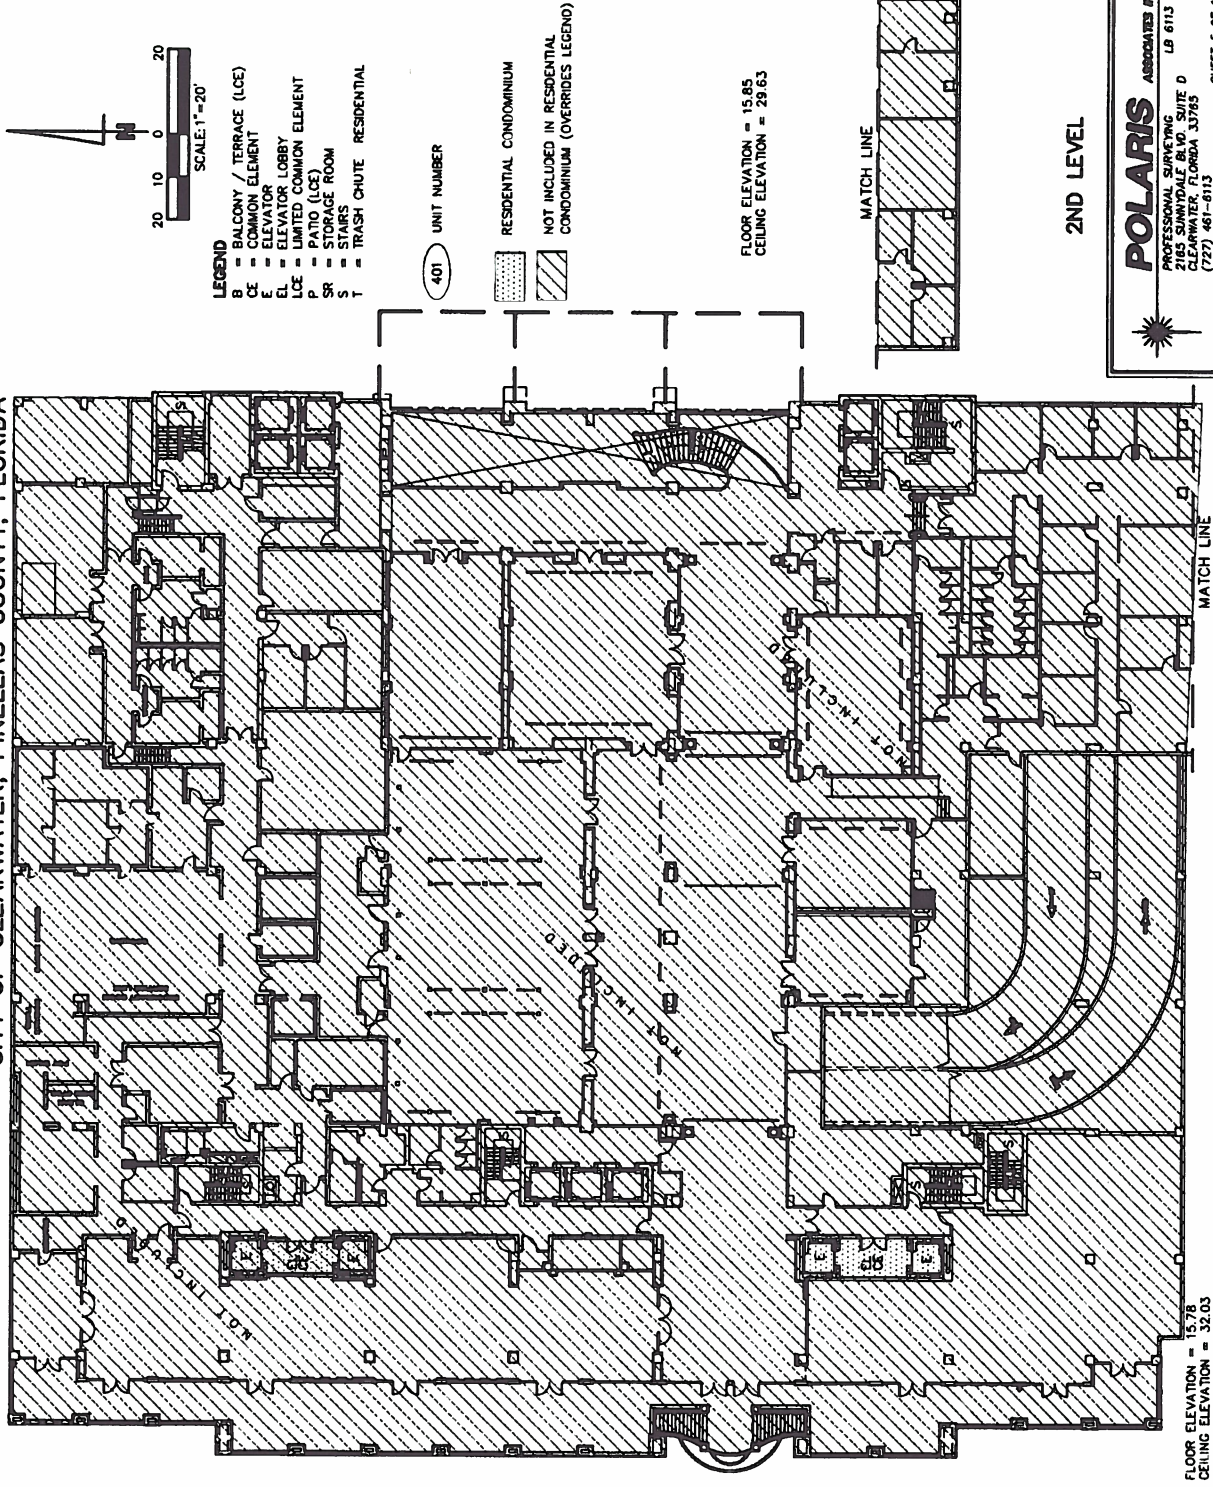 CITY OF CLEARWATER, PINELLAS COUNTY, FLORIDA
N
20 10 0 20
SCALE: 1"=20'
LEGEND
B = BALCONY / TERRACE (LCE)
CE = COMMON ELEMENT
E = ELEVATOR
EL = ELEVATOR LOBBY
LCE = LIMITED COMMON ELEMENT
P = PATIO (LCE)
SR = STORAGE ROOM
S = STAIRS
T = TRASH CHUTE RESIDENTIAL
401 UNIT NUMBER
RESIDENTIAL CONDOMINIUM
NOT INCLUDED IN RESIDENTIAL
CONDOMINIUM (OVERRIDES LEGEND)
FLOOR ELEVATION = 15.85
CEILING ELEVATION = 29.63
MATCH LINE
2ND LEVEL
POLARIS ASSOCIATES
PROFESSIONAL SURVEYING LB 6113
2165 SUNNYDALE BLVD. SUITE D
CLEARWATER, FLORIDA 33765
(727) 461-6113
MATCH LINE
NOT INCLUDED
NOT INCLUDED
NOT INCLUDED
S
S
S
S
S
S
E
EL
CE
E
E
EL
CE
E
FLOOR ELEVATION = 15.78
CEILING ELEVATION = 32.03